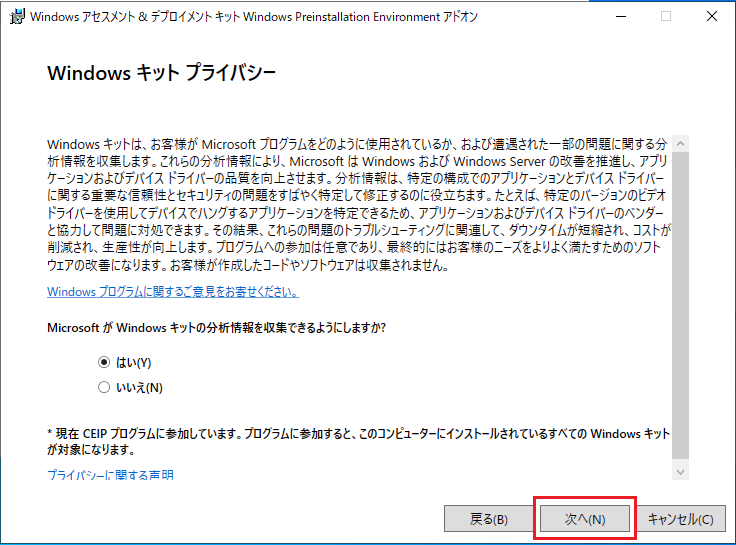 Windows アセスメント & デプロイメント キット Windows Preinstallation Environment アドオン
Windows キット プライバシー
Windows キットは、お客様が Microsoft プログラムをどのように使用されているか、および遭遇された一部の問題に関する分
析情報を収集します。これらの分析情報により、Microsoft は Windows および Windows Server の改善を推進し、アプリ
ケーションおよびデバイス ドライバーの品質を向上させます。分析情報は、特定の構成でのアプリケーションとデバイス ドライバー
に関する重要な信頼性とセキュリティの問題をすばやく特定して修正するのに役立ちます。たとえば、特定のバージョンのビデオ
ドライバーを使用してデバイスでハングするアプリケーションを特定できるため、アプリケーションおよびデバイス ドライバーのベンダー
と協力して問題に対処できます。その結果、これらの問題のトラブルシューティングに関連して、ダウンタイムが短縮され、コストが
削減され、生産性が向上します。プログラムへの参加は任意であり、最終的にはお客様のニーズをよりよく満たすためのソフト
ウェアの改善になります。お客様が作成したコードやソフトウェアは収集されません。
Windows プログラムに関するご意見をお寄せください。
Microsoft が Windows キットの分析情報を収集できるようにしますか?
はい(Y)
いいえ(N)
* 現在 CEIP プログラムに参加しています。プログラムに参加すると、このコンピューターにインストールされているすべての Windows キット
が対象になります。
プライバシーに関する声明
戻る(B)
次へ(N)
キャンセル(C)